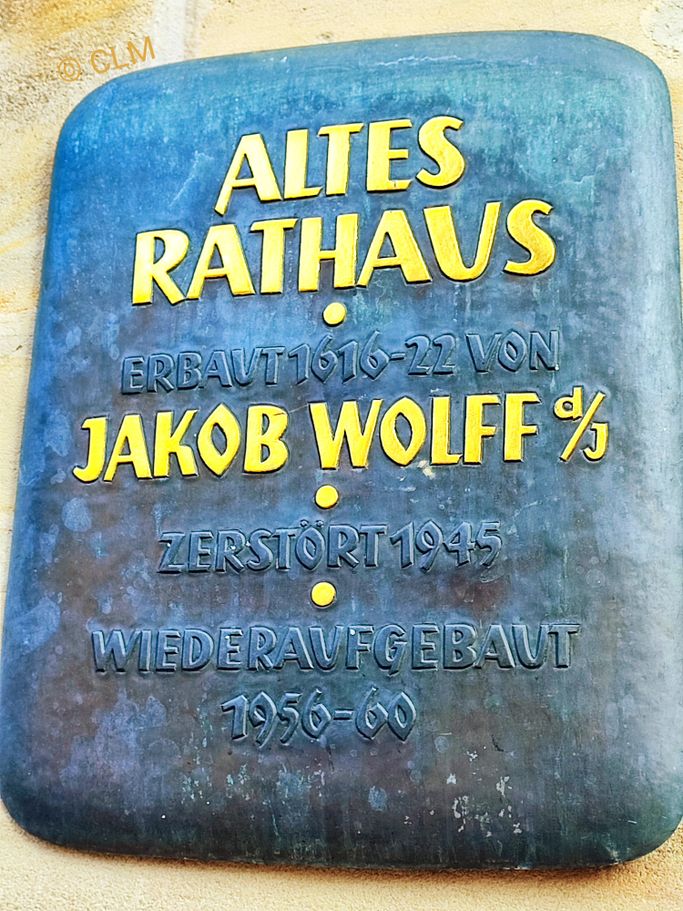 © CLM
ALTES
RATHAUS
ERBAUT 1616-22 VON
JAKOB WOLFF d/J
ZERSTÖRT 1945
WIEDERAUFGEBAUT
1956-60